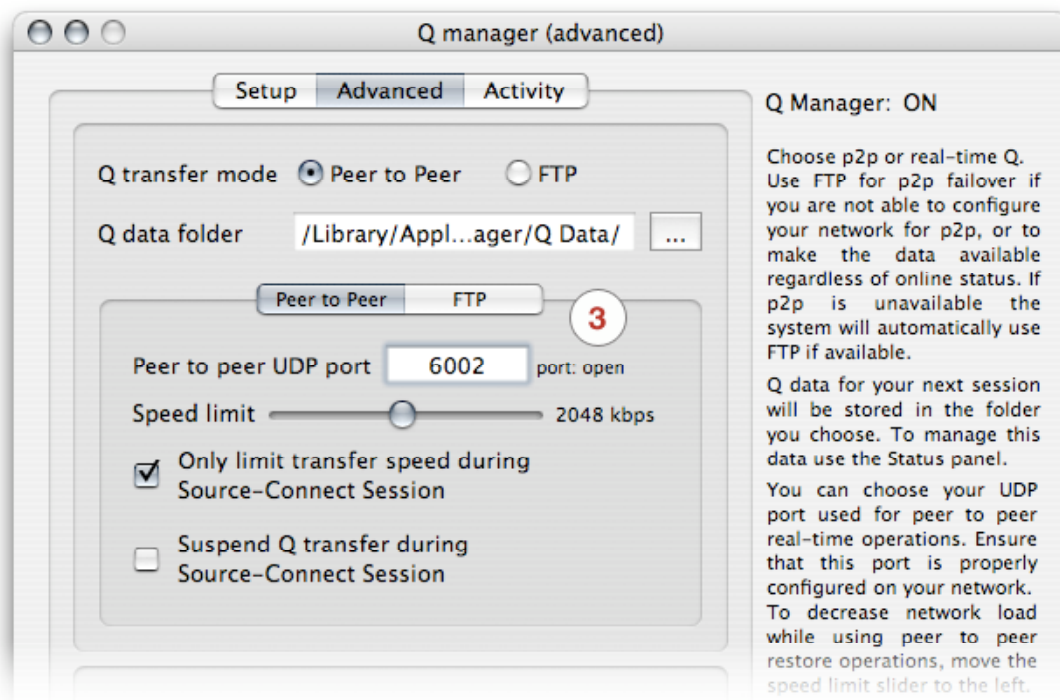 Q manager (advanced)
Setup Advanced Activity
Q transfer mode Peer to Peer FTP
Q data folder /Library/Appl...ager/Q Data/ ...
Peer to Peer FTP
3
Peer to peer UDP port 6002 port: open
Speed limit 2048 kbps
Only limit transfer speed during
Source-Connect Session
Suspend Q transfer during
Source-Connect Session
Q Manager: ON
Choose p2p or real-time Q.
Use FTP for p2p failover if
you are not able to configure
your network for p2p, or to
make the data available
regardless of online status. If
p2p is unavailable the
system will automatically use
FTP if available.
Q data for your next session
will be stored in the folder
you choose. To manage this
data use the Status panel.
You can choose your UDP
port used for peer to peer
real-time operations. Ensure
that this port is properly
configured on your network.
To decrease network load
while using peer to peer
restore operations, move the
speed limit slider to the left.